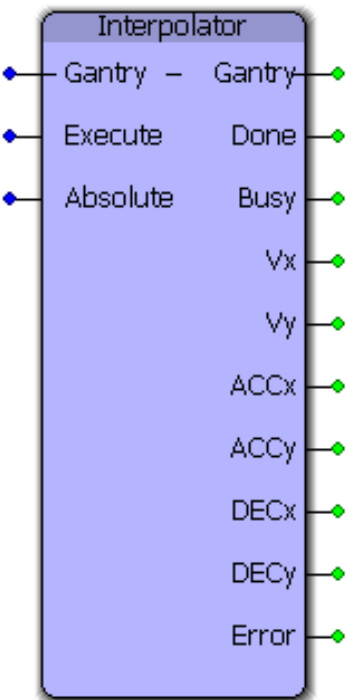 Interpolator
Gantry – Gantry
Execute Done
Absolute Busy
Vx
Vy
ACCx
ACCy
DECx
DECy
Error